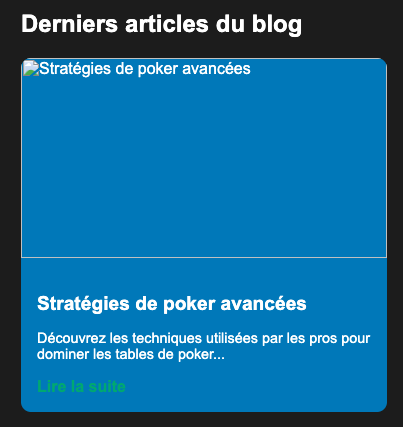 Derniers articles du blog
Stratégies de poker avancées
Stratégies de poker avancées
Découvrez les techniques utilisées par les pros pour
dominer les tables de poker...
Lire la suite